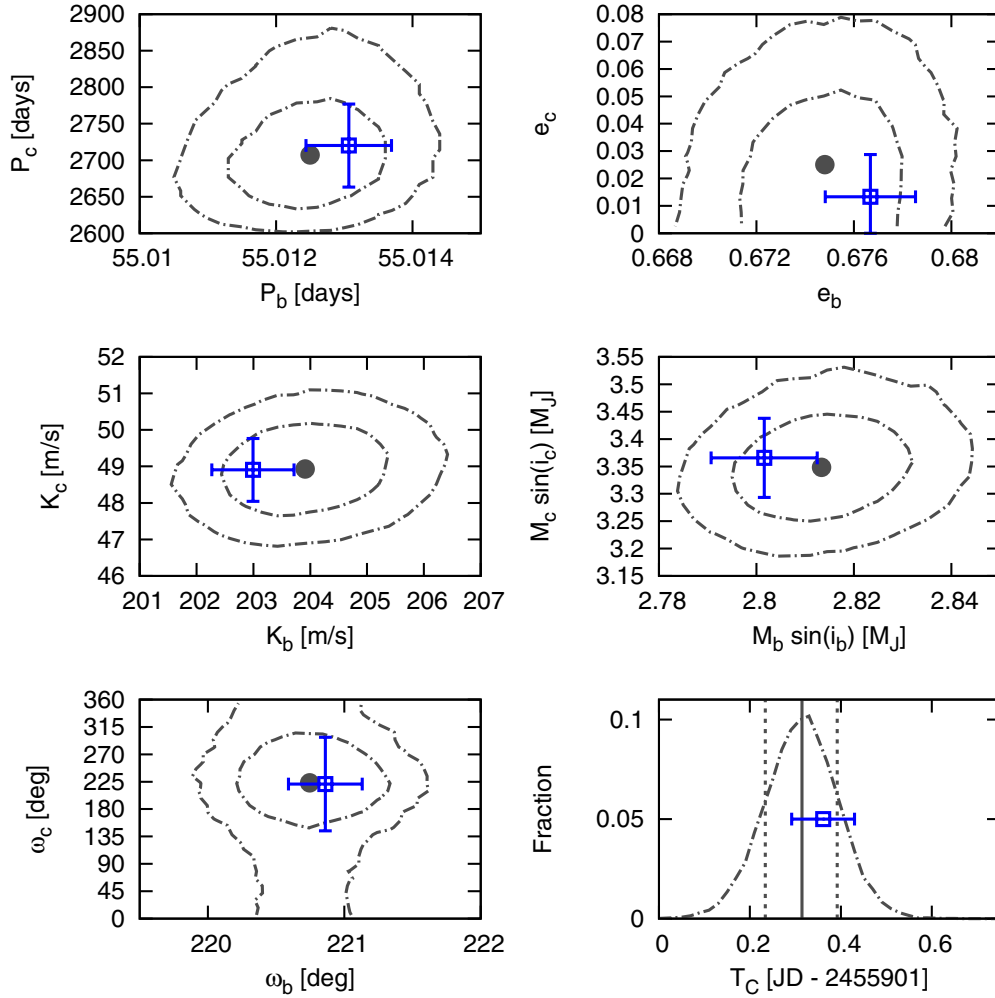 2900
2850
2800
2750
2700
2650
2600
P_c [days]
55.01 55.012 55.014
P_b [days]
0.08
0.07
0.06
0.05
0.04
0.03
0.02
0.01
0
e_c
0.668 0.672 0.676 0.68
e_b
52
51
50
49
48
47
46
K_c [m/s]
201 202 203 204 205 206 207
K_b [m/s]
3.55
3.5
3.45
3.4
3.35
3.3
3.25
3.2
3.15
M_c sin(i_c) [M_J]
2.78 2.8 2.82 2.84
M_b sin(i_b) [M_J]
360
315
270
225
180
135
90
45
0
ω_c [deg]
220 221 222
ω_b [deg]
0.1
0.05
0
Fraction
0 0.2 0.4 0.6
T_C [JD - 2455901]